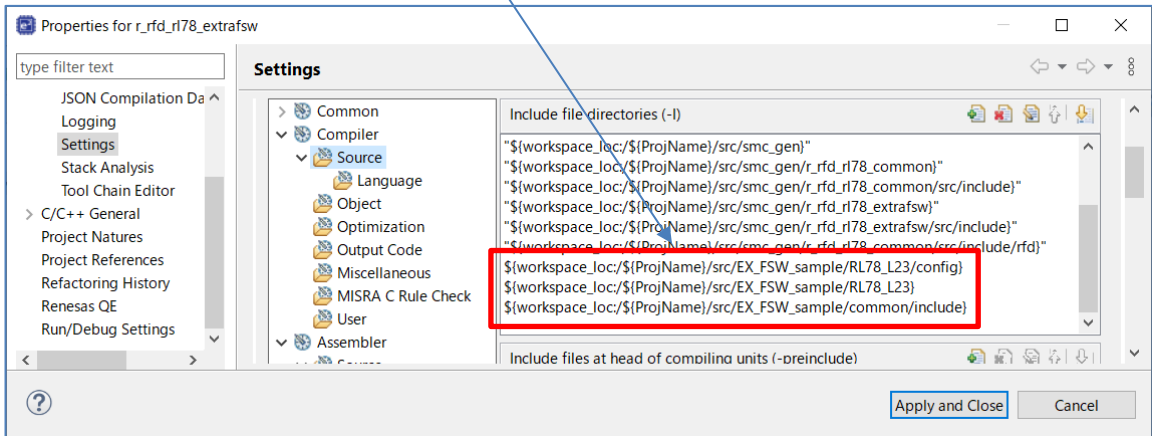 Properties for r_rfd_rl78_extrafsw
type filter text
Settings
JSON Compilation Da
Logging
Settings
Stack Analysis
Tool Chain Editor
C/C++ General
Project Natures
Project References
Refactoring History
Renesas QE
Run/Debug Settings
Common
Compiler
Source
Language
Object
Optimization
Output Code
Miscellaneous
MISRA C Rule Check
User
Assembler
Include file directories (-I)
"${workspace_loc:/${ProjName}/src/smc_gen}"
"${workspace_loc:/${ProjName}/src/smc_gen/r_rfd_rl78_common}"
"${workspace_loc:/${ProjName}/src/smc_gen/r_rfd_rl78_common/src/include}"
"${workspace_loc:/${ProjName}/src/smc_gen/r_rfd_rl78_extrafsw}"
"${workspace_loc:/${ProjName}/src/smc_gen/r_rfd_rl78_extrafsw/src/include}"
"${workspace_loc:/${ProjName}/src/smc_gen/r_rfd_rl78_common/src/include/rfd}"
${workspace_loc:/${ProjName}/src/EX_FSW_sample/RL78_L23/config}
${workspace_loc:/${ProjName}/src/EX_FSW_sample/RL78_L23}
${workspace_loc:/${ProjName}/src/EX_FSW_sample/common/include}
Include files at head of compiling units (-preinclude)
Apply and Close
Cancel